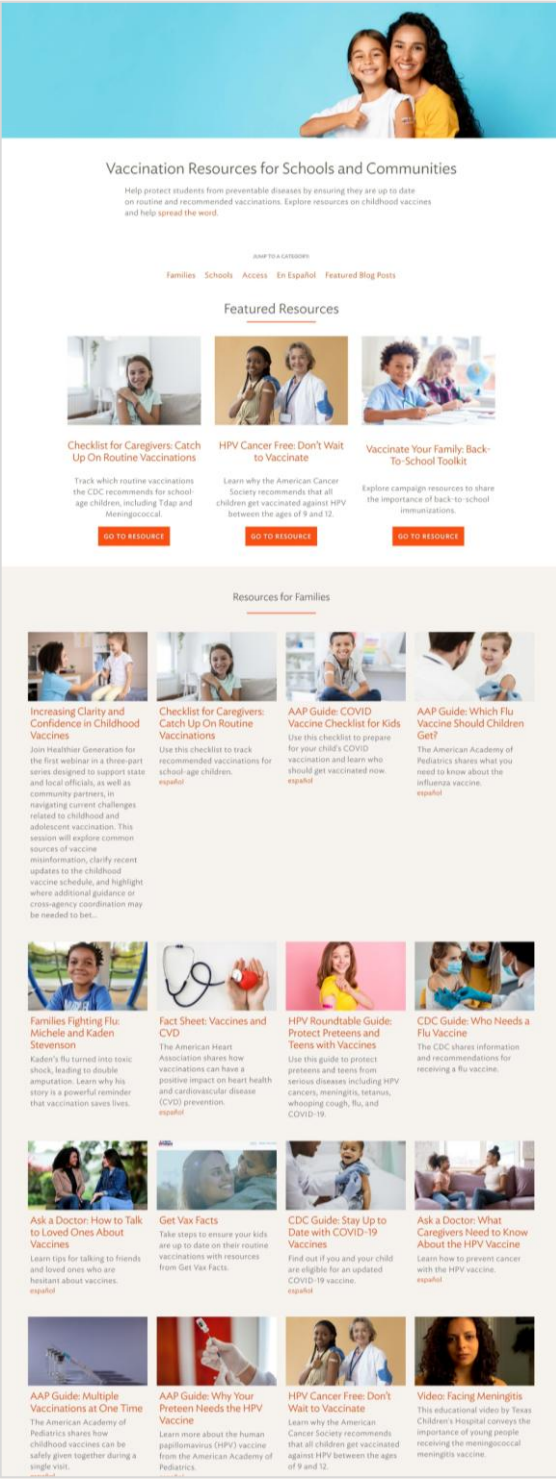 Vaccination Resources for Schools and Communities
Help protect students from preventable diseases by ensuring they are up to date
on routine and recommended vaccinations. Explore resources on childhood vaccines
and help spread the word.
JUMP TO A CATEGORY
Families Schools Access En Español Featured Blog Posts
Featured Resources
Checklist for Caregivers: Catch
Up On Routine Vaccinations
Track which routine vaccinations
the CDC recommends for school-
age children, including Tdap and
Meningococcal.
GO TO RESOURCE
HPV Cancer Free: Don't Wait
to Vaccinate
Learn why the American Cancer
Society recommends that all
children get vaccinated against HPV
between the ages of 9 and 12.
GO TO RESOURCE
Vaccinate Your Family: Back-
To-School Toolkit
Explore campaign resources to share
the importance of back-to-school
immunizations.
GO TO RESOURCE
Resources for Families
Increasing Clarity and
Confidence in Childhood
Vaccines
Join Healthier Generation for
the first webinar in a three-part
series designed to support state
and local officials, as well as
community partners, in
navigating current challenges
related to childhood and
adolescent vaccination. This
session will explore common
sources of vaccine
misinformation, clarify recent
updates to the childhood
vaccine schedule, and highlight
where additional guidance or
cross-agency coordination may
be needed to bet...
Checklist for Caregivers:
Catch Up On Routine
Vaccinations
Use this checklist to track
recommended vaccinations for
school-age children.
español
AAP Guide: COVID
Vaccine Checklist for Kids
Use this checklist to prepare
for your child's COVID
vaccination and learn who
should get vaccinated now.
español
AAP Guide: Which Flu
Vaccine Should Children
Get?
The American Academy of
Pediatrics shares what you
need to know about the
influenza vaccine.
español
Families Fighting Flu:
Michele and Kaden
Stevenson
Kaden's flu turned into toxic
shock, leading to double
amputation. Learn why his
story is a powerful reminder
that vaccination saves lives.
Fact Sheet: Vaccines and
CVD
The American Heart
Association shares how
vaccinations can have a
positive impact on heart health
and cardiovascular disease
(CVD) prevention.
español
HPV Roundtable Guide:
Protect Preteens and
Teens with Vaccines
Use this guide to protect
preteens and teens from
serious diseases including HPV
cancers, meningitis, tetanus,
whooping cough, flu, and
COVID-19.
CDC Guide: Who Needs a
Flu Vaccine
The CDC shares information
and recommendations for
receiving a flu vaccine.
Ask a Doctor: How to Talk
to Loved Ones About
Vaccines
Learn tips for talking to friends
and loved ones who are
hesitant about vaccines.
español
Get Vax Facts
Take steps to ensure your kids
are up to date on their routine
vaccinations with resources
from Get Vax Facts.
CDC Guide: Stay Up to
Date with COVID-19
Vaccines
Find out if you and your child
are eligible for an updated
COVID-19 vaccine.
español
Ask a Doctor: What
Caregivers Need to Know
About the HPV Vaccine
Learn how to prevent cancer
with the HPV vaccine.
español
AAP Guide: Multiple
Vaccinations at One Time
The American Academy of
Pediatrics shares how
childhood vaccines can be
safely given together during a
single visit.
AAP Guide: Why Your
Preteen Needs the HPV
Vaccine
Learn more about the human
papillomavirus (HPV) vaccine
from the American Academy of
Pediatrics.
HPV Cancer Free: Don't
Wait to Vaccinate
Learn why the American
Cancer Society recommends
that all children get vaccinated
against HPV between the ages
of 9 and 12.
Video: Facing Meningitis
This educational video by Texas
Children's Hospital conveys the
importance of young people
receiving the meningococcal
meningitis vaccine.